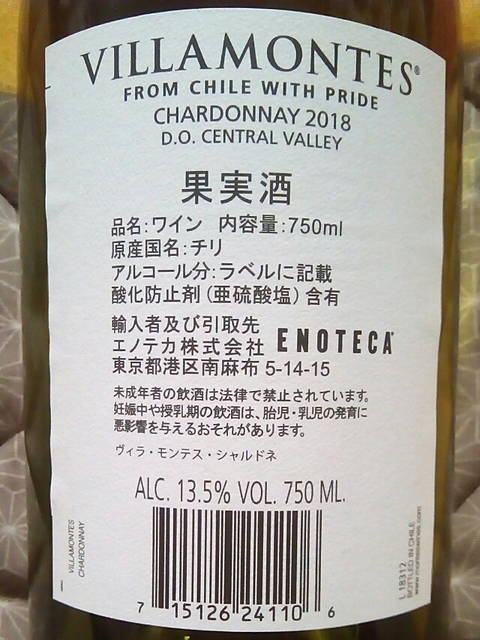 VILLAMONTES®
FROM CHILE WITH PRIDE
CHARDONNAY 2018
D.O. CENTRAL VALLEY
果実酒
品名:ワイン 内容量:750ml
原産国名:チリ
アルコール分:ラベルに記載
酸化防止剤(亜硫酸塩)含有
輸入者及び引取先
エノテカ株式会社 ENOTECA®
東京都港区南麻布 5-14-15
未成年者の飲酒は法律で禁止されています。
妊娠中や授乳期の飲酒は、胎児・乳児の発育に
悪影響を与えるおそれがあります。
ヴィラ・モンテス・シャルドネ
ALC. 13.5% VOL. 750 ML.
VILLAMONTES
CHARDONNAY
7 15126 24110 6
L 18312
BOTTLED IN CHILE
www.monteswines.com